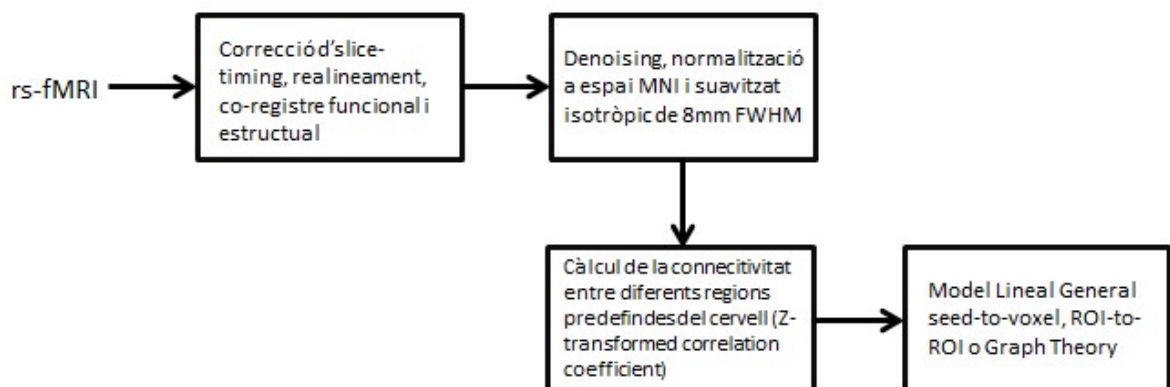 rs-fMRI
Correcció d'slice-
timing, realineament,
co-registre funcional i
estructual
Denoising, normalització
a espai MNI i suavitzat
isotròpic de 8mm FWHM
Càlcul de la connectivitat
entre diferents regions
predefindes del cervell (Z-
transformed correlation
coefficient)
Model Lineal General
seed-to-voxel, ROI-to-
ROI o Graph Theory